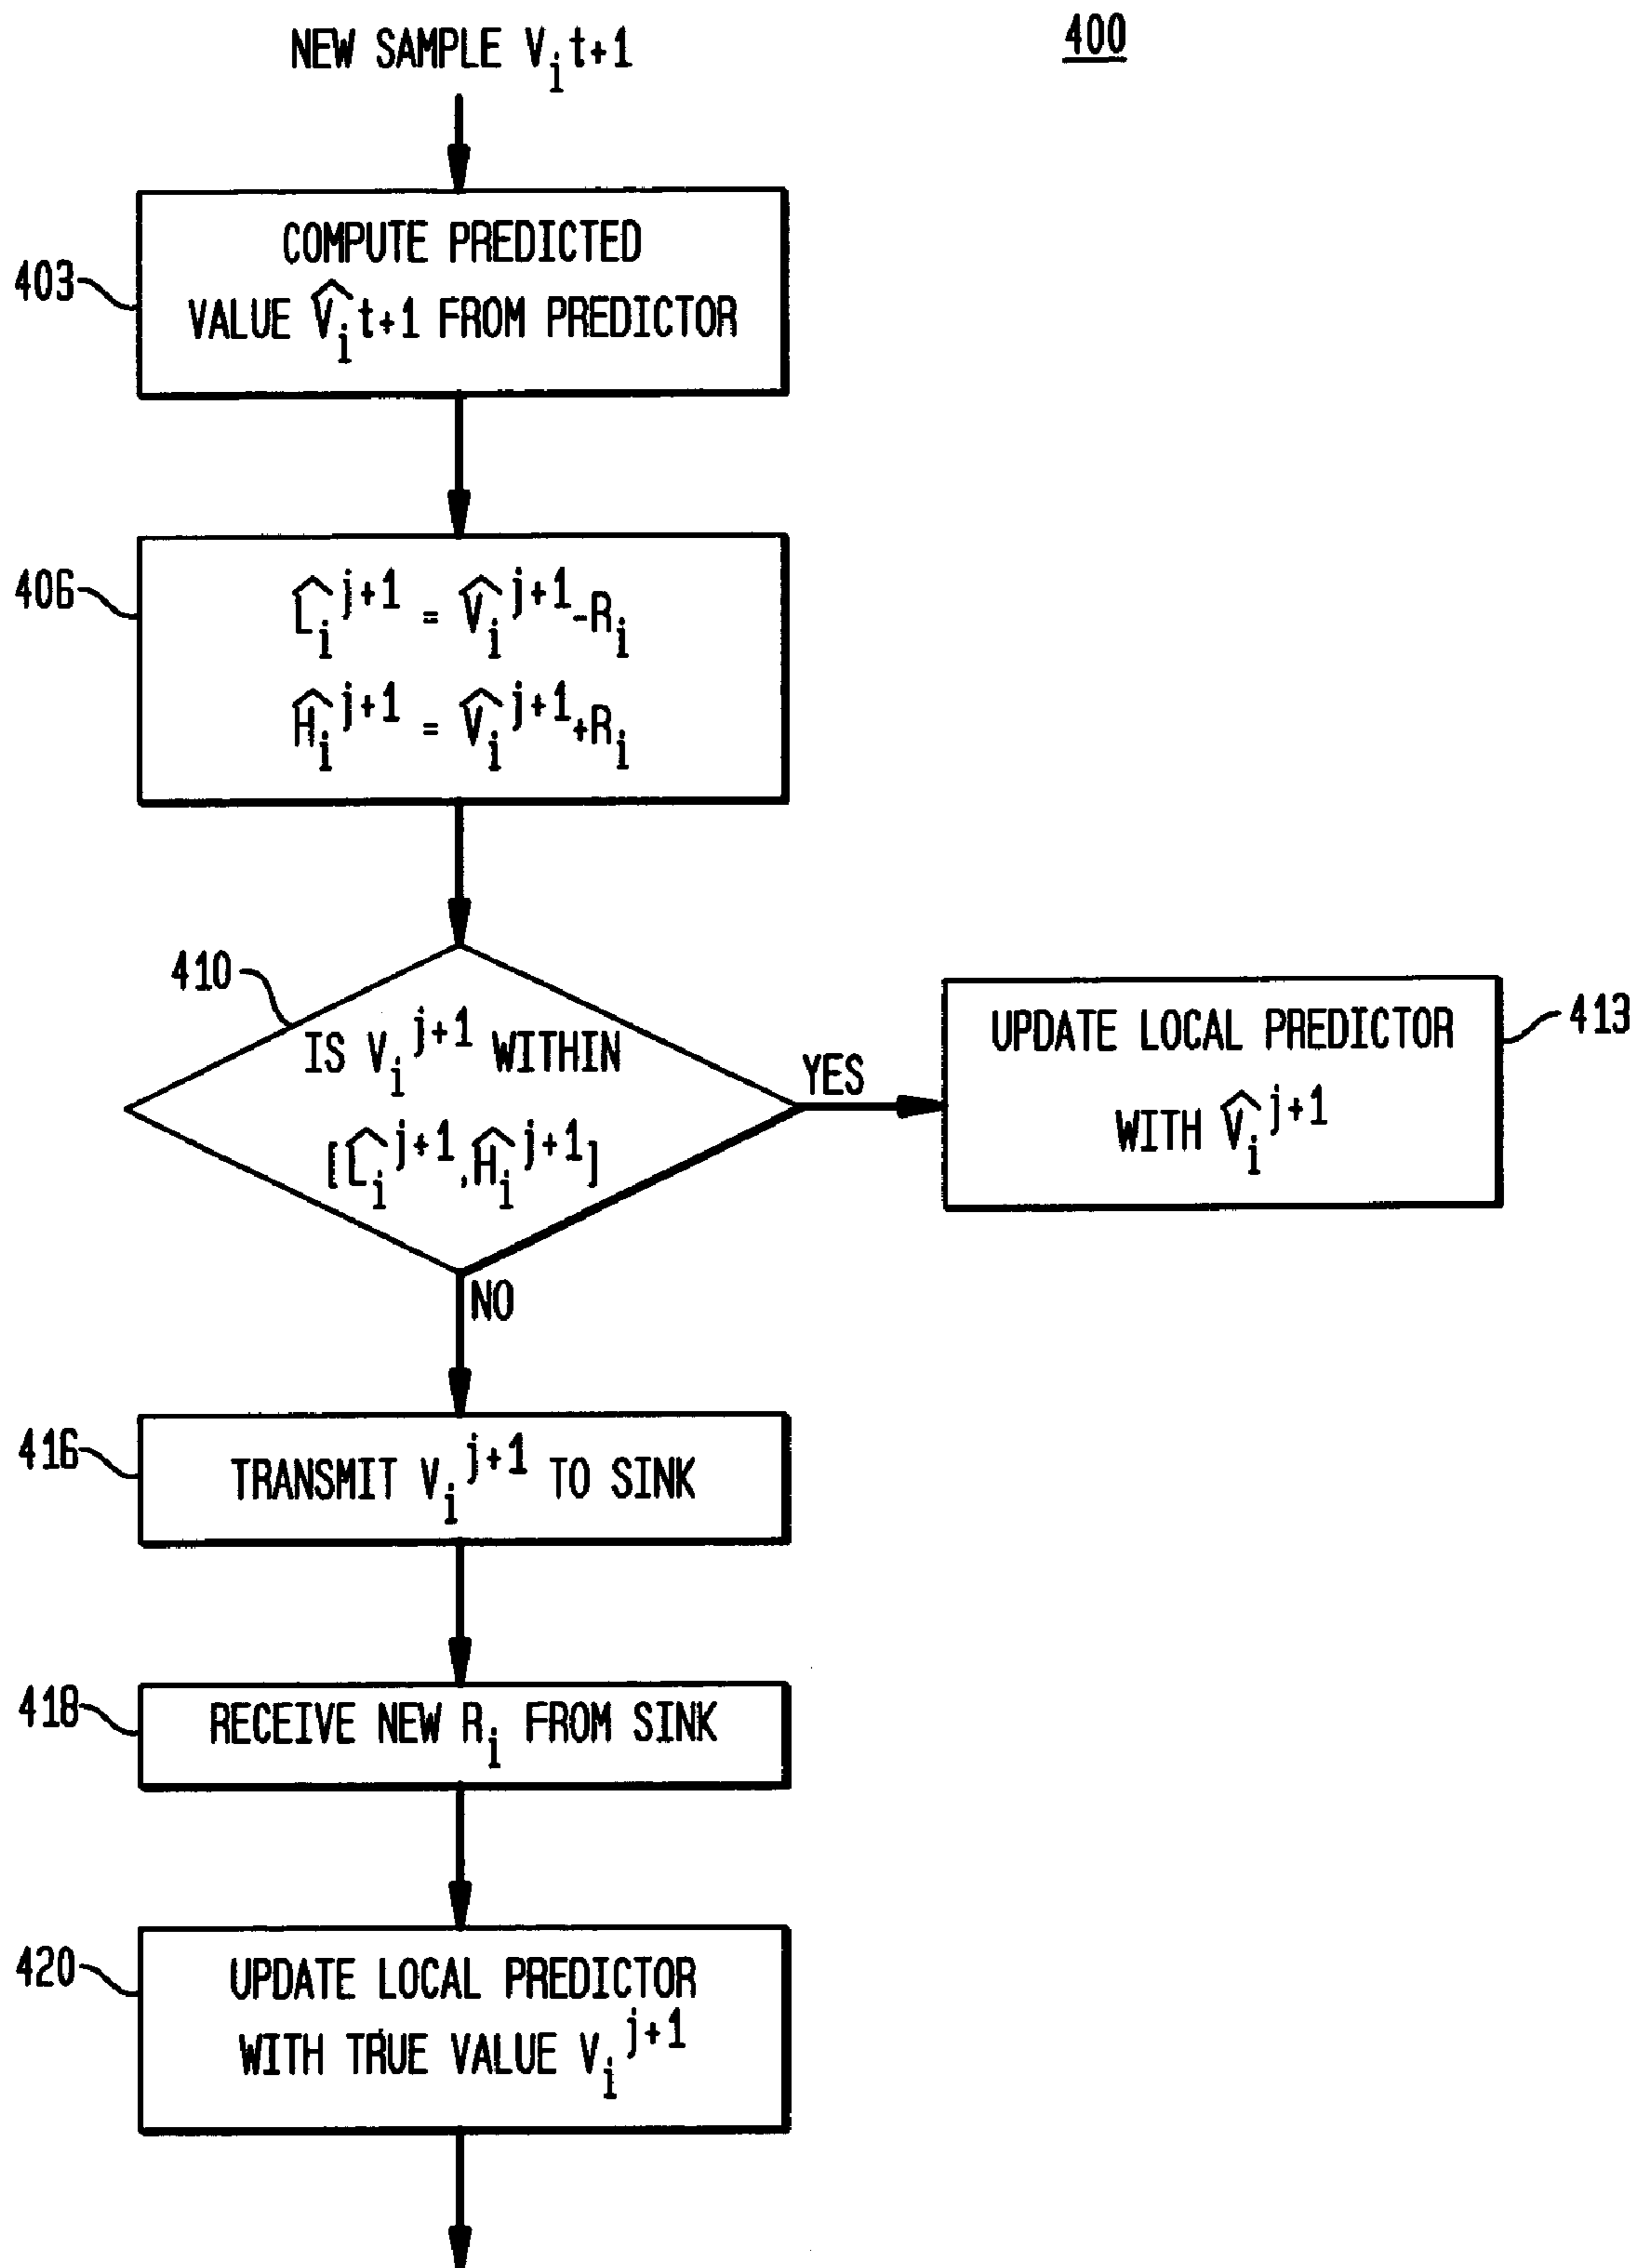 NEW SAMPLE V_i t+1
400
403
COMPUTE PREDICTED
VALUE V̂_i t+1 FROM PREDICTOR
406
L̂_i^{j+1} = V̂_i^{j+1}-R_i
Ĥ_i^{j+1} = V̂_i^{j+1}+R_i
410
IS V_i^{j+1} WITHIN
[L̂_i^{j+1},Ĥ_i^{j+1}]
YES
UPDATE LOCAL PREDICTOR
WITH V̂_i^{j+1}
413
NO
416
TRANSMIT V_i^{j+1} TO SINK
418
RECEIVE NEW R_i FROM SINK
420
UPDATE LOCAL PREDICTOR
WITH TRUE VALUE V_i^{j+1}